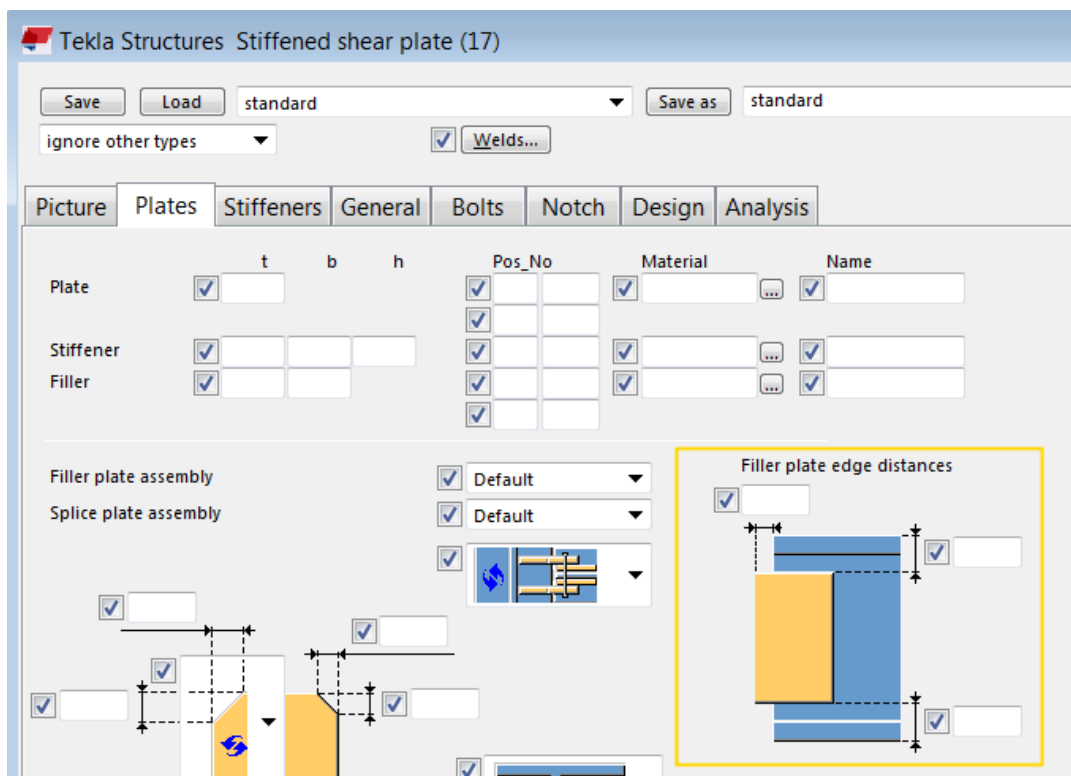 Tekla Structures Stiffened shear plate (17)
Save Load standard Save as standard
ignore other types Welds...
Picture Plates Stiffeners General Bolts Notch Design Analysis
t b h Pos_No Material Name
Plate ...
Stiffener ...
Filler ...
Filler plate assembly Default
Splice plate assembly Default
Filler plate edge distances